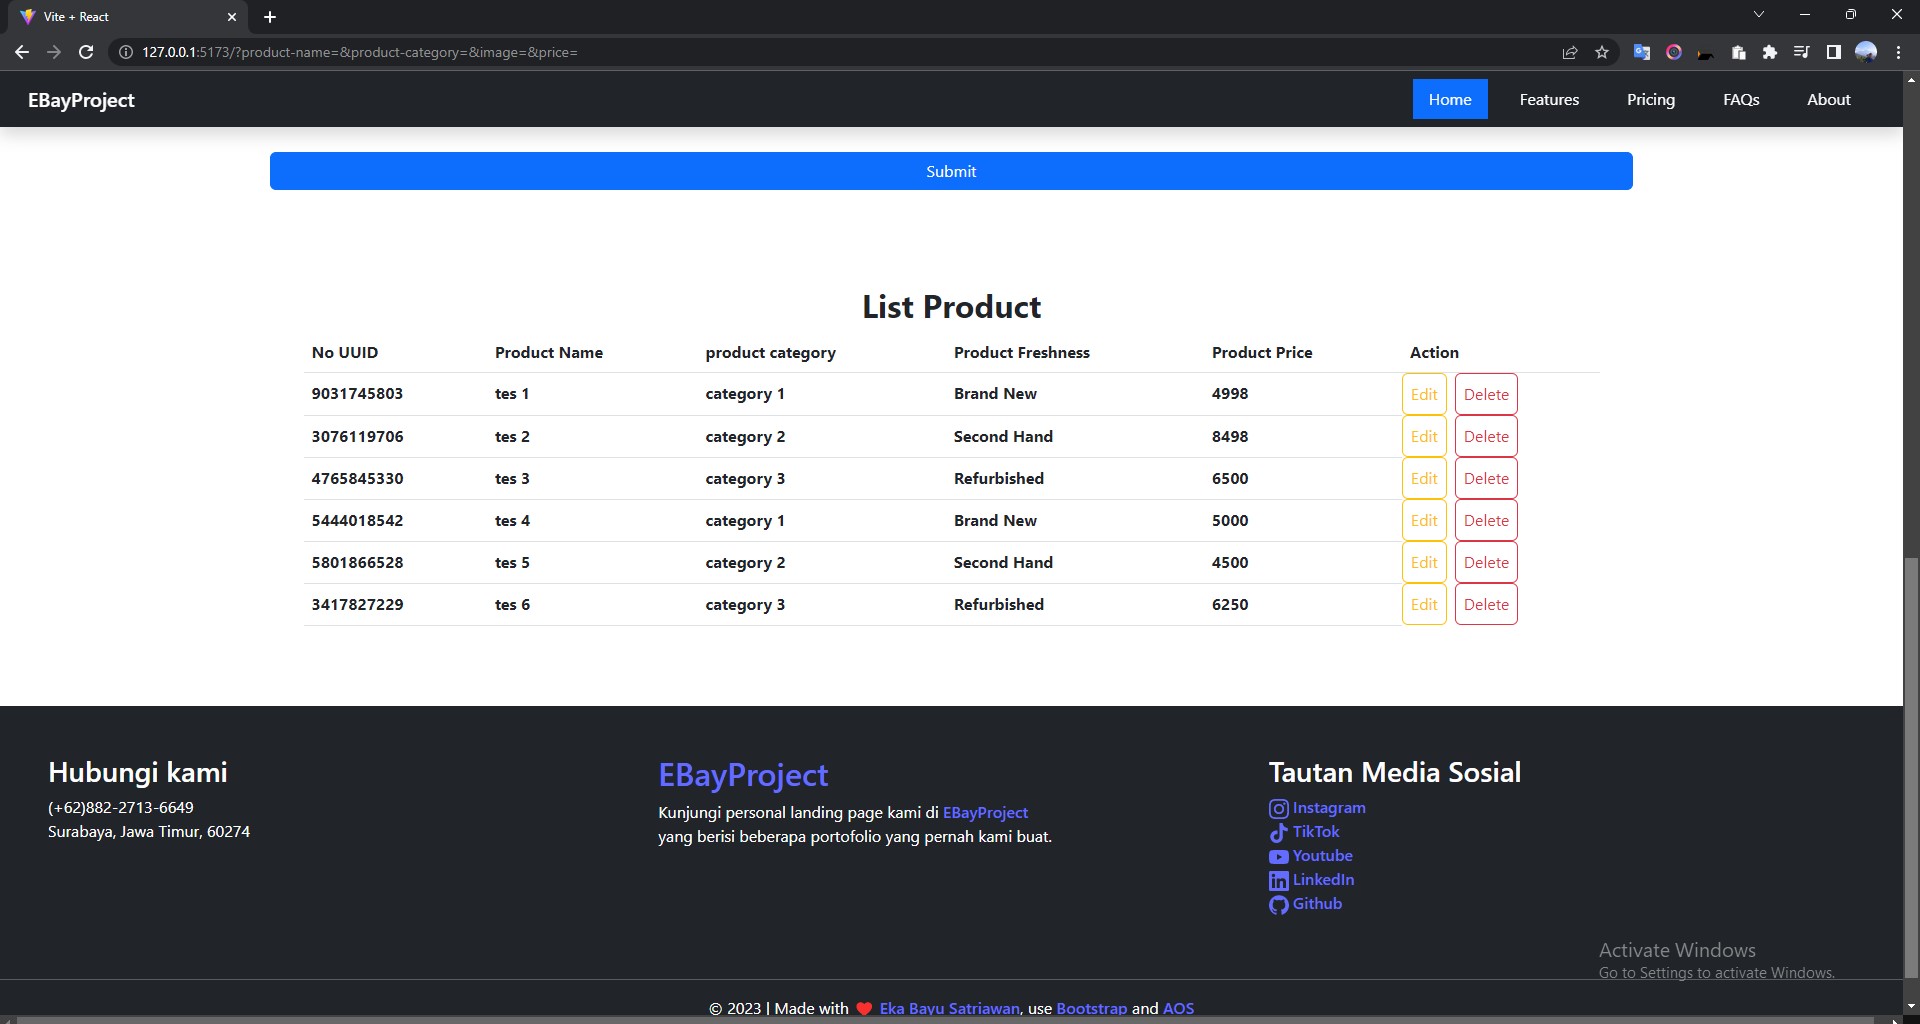 Vite + React
127.0.0.1:5173/?product-name=&product-category=&image=&price=
EBayProject
Home Features Pricing FAQs About
Submit
List Product
No UUID Product Name product category Product Freshness Product Price Action
9031745803 tes 1 category 1 Brand New 4998 Edit Delete
3076119706 tes 2 category 2 Second Hand 8498 Edit Delete
4765845330 tes 3 category 3 Refurbished 6500 Edit Delete
5444018542 tes 4 category 1 Brand New 5000 Edit Delete
5801866528 tes 5 category 2 Second Hand 4500 Edit Delete
3417827229 tes 6 category 3 Refurbished 6250 Edit Delete
Hubungi kami
(+62)882-2713-6649
Surabaya, Jawa Timur, 60274
EBayProject
Kunjungi personal landing page kami di EBayProject
yang berisi beberapa portofolio yang pernah kami buat.
Tautan Media Sosial
Instagram
TikTok
Youtube
LinkedIn
Github
Activate Windows
Go to Settings to activate Windows.
© 2023 | Made with ❤️ Eka Bayu Satriawan, use Bootstrap and AOS